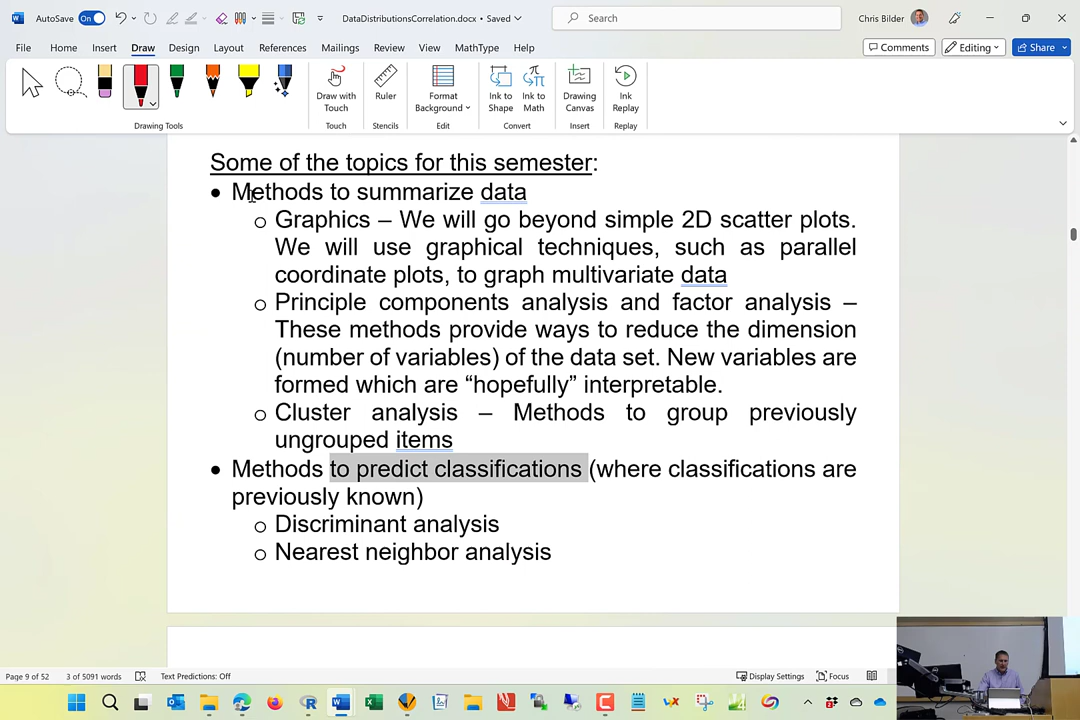 AutoSave On DataDistributionsCorrelation.docx • Saved Search Chris Bilder
File Home Insert Draw Design Layout References Mailings Review View MathType Help Comments Editing Share
Draw with Touch Ruler Format Background Ink to Shape Ink to Math Drawing Canvas Ink Replay
Drawing Tools Touch Stencils Edit Convert Insert Replay
Some of the topics for this semester:
• Methods to summarize data
o Graphics – We will go beyond simple 2D scatter plots.
We will use graphical techniques, such as parallel
coordinate plots, to graph multivariate data
o Principle components analysis and factor analysis –
These methods provide ways to reduce the dimension
(number of variables) of the data set. New variables are
formed which are “hopefully” interpretable.
o Cluster analysis – Methods to group previously
ungrouped items
• Methods to predict classifications (where classifications are
previously known)
o Discriminant analysis
o Nearest neighbor analysis
Page 9 of 52 3 of 5091 words Text Predictions: Off Display Settings Focus